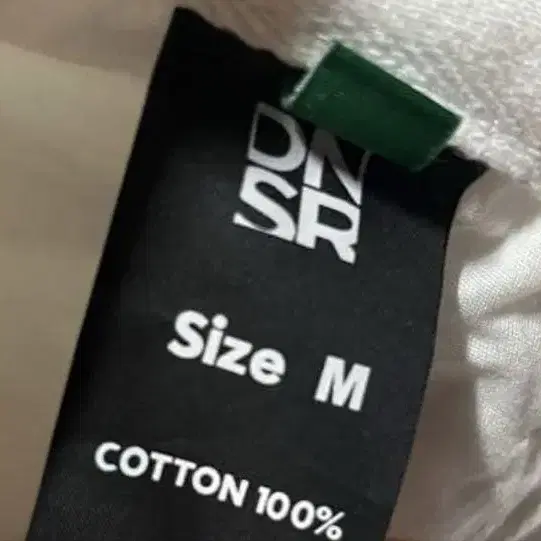 DN
SR
Size M
COTTON 100%